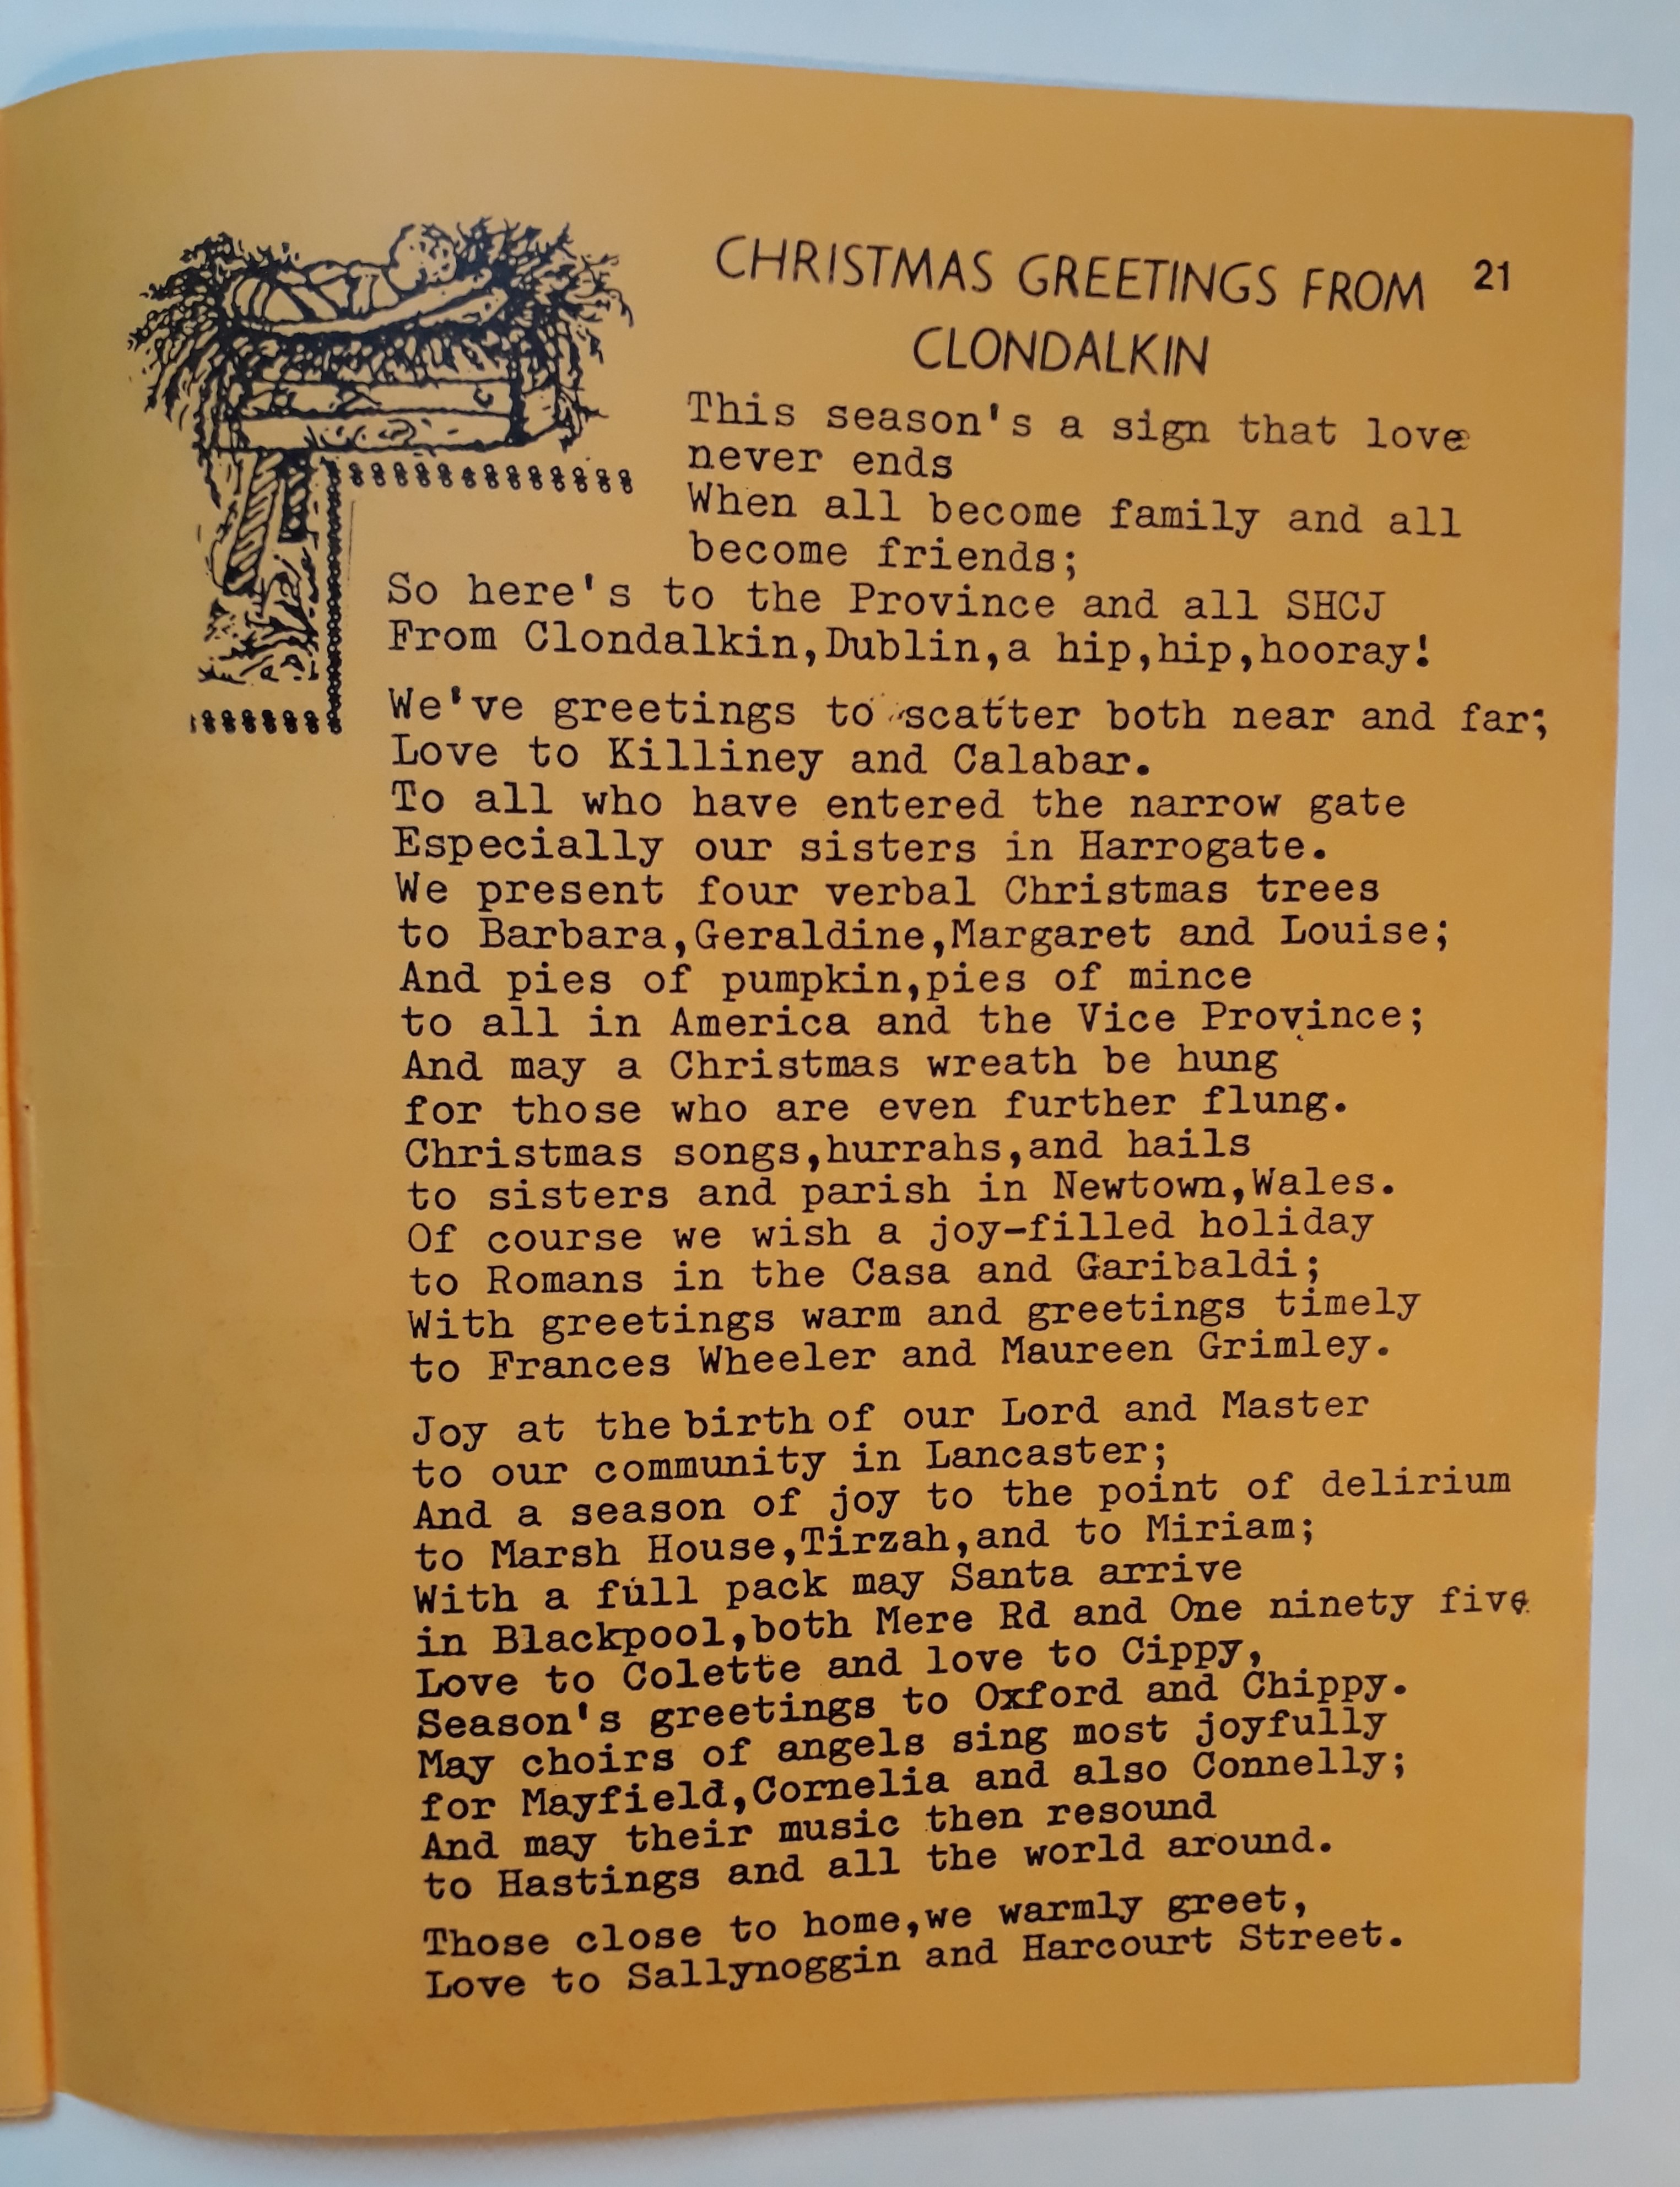 CHRISTMAS GREETINGS FROM 21
CLONDALKIN
This season's a sign that love
never ends
When all become family and all
become friends;
So here's to the Province and all SHCJ
From Clondalkin,Dublin,a hip,hip,hooray!
We've greetings to scatter both near and far;
Love to Killiney and Calabar.
To all who have entered the narrow gate
Especially our sisters in Harrogate.
We present four verbal Christmas trees
to Barbara,Geraldine,Margaret and Louise;
And pies of pumpkin,pies of mince
to all in America and the Vice Province;
And may a Christmas wreath be hung
for those who are even further flung.
Christmas songs,hurrahs,and hails
to sisters and parish in Newtown,Wales.
Of course we wish a joy-filled holiday
to Romans in the Casa and Garibaldi;
With greetings warm and greetings timely
to Frances Wheeler and Maureen Grimley.
Joy at the birth of our Lord and Master
to our community in Lancaster;
And a season of joy to the point of delirium
to Marsh House,Tirzah,and to Miriam;
With a full pack may Santa arrive
in Blackpool,both Mere Rd and One ninety five
Love to Colette and love to Cippy,
Season's greetings to Oxford and Chippy.
May choirs of angels sing most joyfully
for Mayfield,Cornelia and also Connelly;
And may their music then resound
to Hastings and all the world around.
Those close to home,we warmly greet,
Love to Sallynoggin and Harcourt Street.